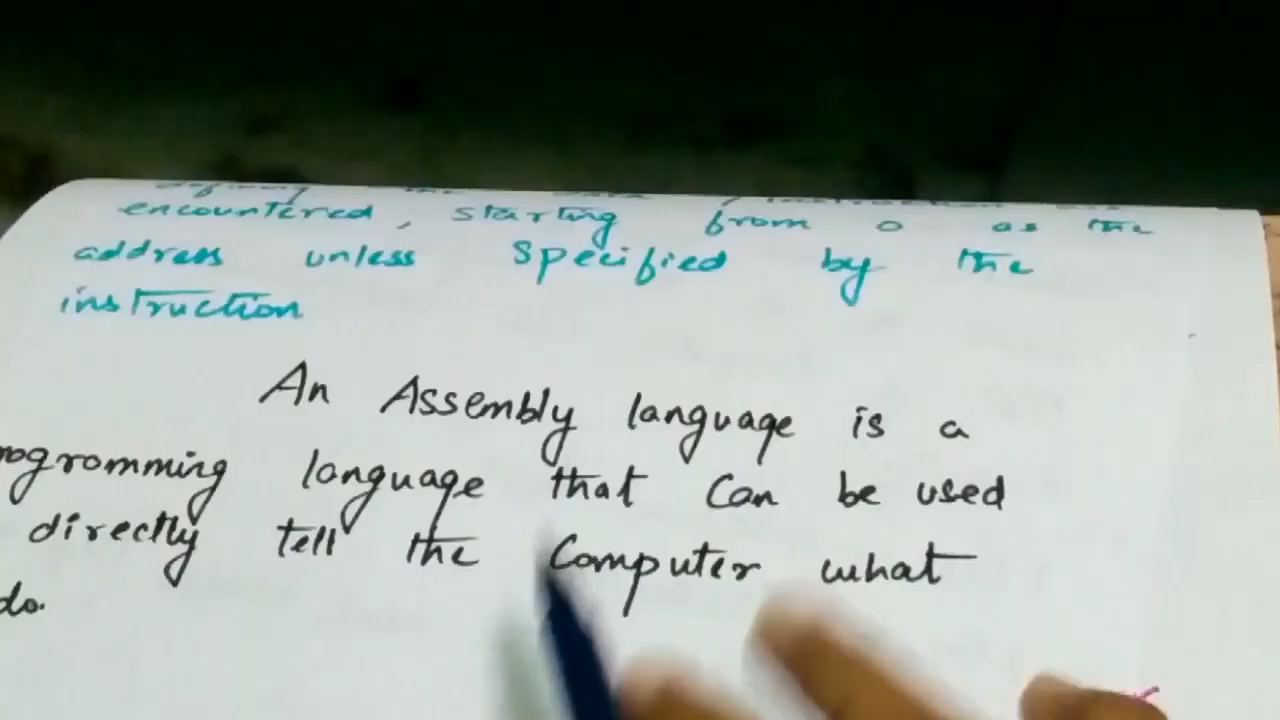 encountered, starting from 0 as the
address unless specified by the
instruction
An Assembly language is a
rogramming language that can be used
directly tell the Computer what
do.